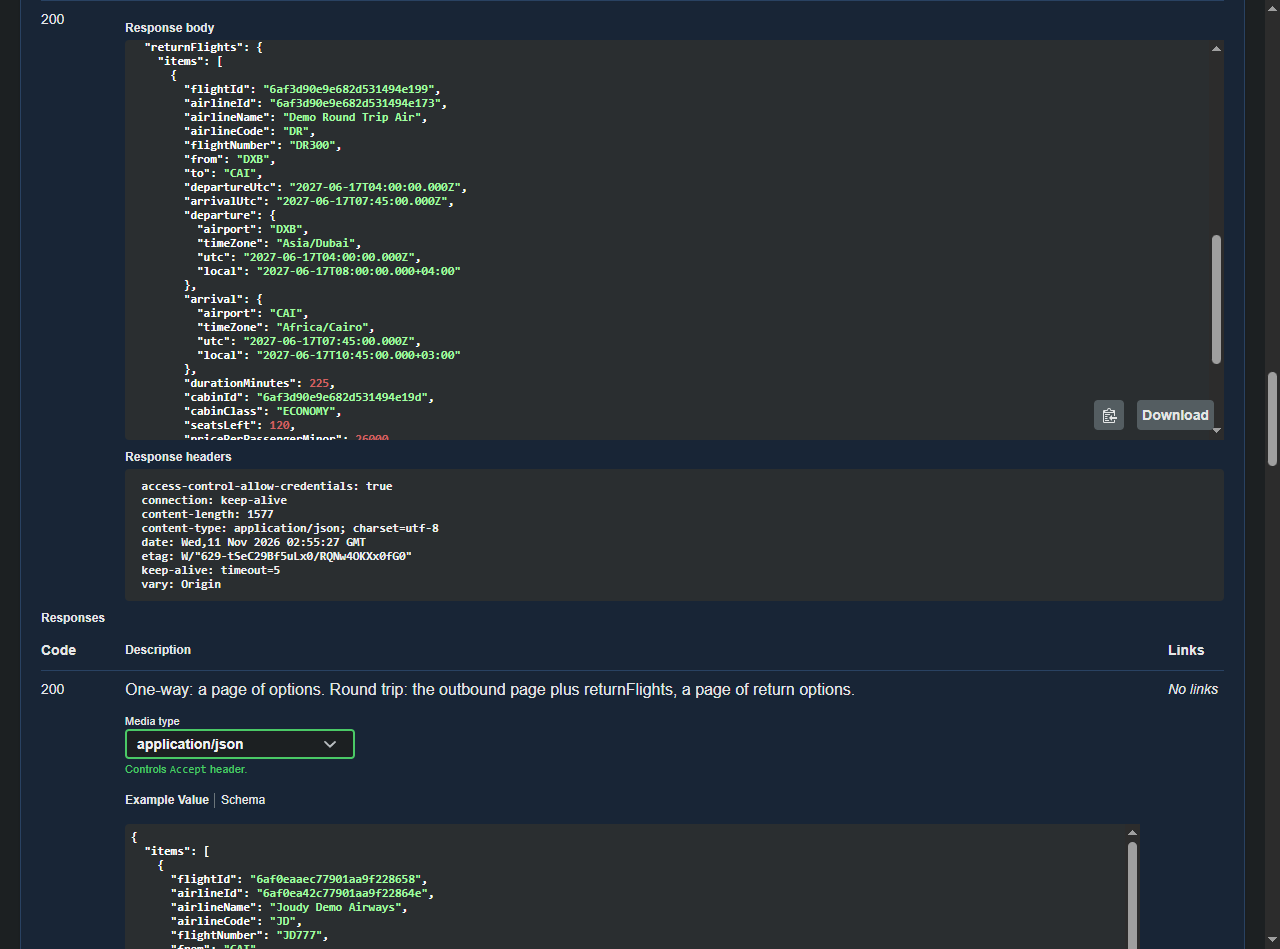 200
Response body
"returnFlights": {
"items": [
{
"flightId": "6af3d90e9e682d531494e199",
"airlineId": "6af3d90e9e682d531494e173",
"airlineName": "Demo Round Trip Air",
"airlineCode": "DR",
"flightNumber": "DR300",
"from": "DXB",
"to": "CAI",
"departureUtc": "2027-06-17T04:00:00.000Z",
"arrivalUtc": "2027-06-17T07:45:00.000Z",
"departure": {
"airport": "DXB",
"timeZone": "Asia/Dubai",
"utc": "2027-06-17T04:00:00.000Z",
"local": "2027-06-17T08:00:00.000+04:00"
},
"arrival": {
"airport": "CAI",
"timeZone": "Africa/Cairo",
"utc": "2027-06-17T07:45:00.000Z",
"local": "2027-06-17T10:45:00.000+03:00"
},
"durationMinutes": 225,
"cabinId": "6af3d90e9e682d531494e19d",
"cabinClass": "ECONOMY",
"seatsLeft": 120,
"pricePerPassengerMinor": 26000
Download
Response headers
access-control-allow-credentials: true
connection: keep-alive
content-length: 1577
content-type: application/json; charset=utf-8
date: Wed,11 Nov 2026 02:55:27 GMT
etag: W/"629-tSeC29Bf5uLx0/RQNw4OKXx0fG0"
keep-alive: timeout=5
vary: Origin
Responses
Code Description Links
200 One-way: a page of options. Round trip: the outbound page plus returnFlights, a page of return options. No links
Media type
application/json
Controls Accept header.
Example Value Schema
{
"items": [
{
"flightId": "6af0eaaec77901aa9f228658",
"airlineId": "6af0ea42c77901aa9f22864e",
"airlineName": "Joudy Demo Airways",
"airlineCode": "JD",
"flightNumber": "JD777",
"from": "CAI",